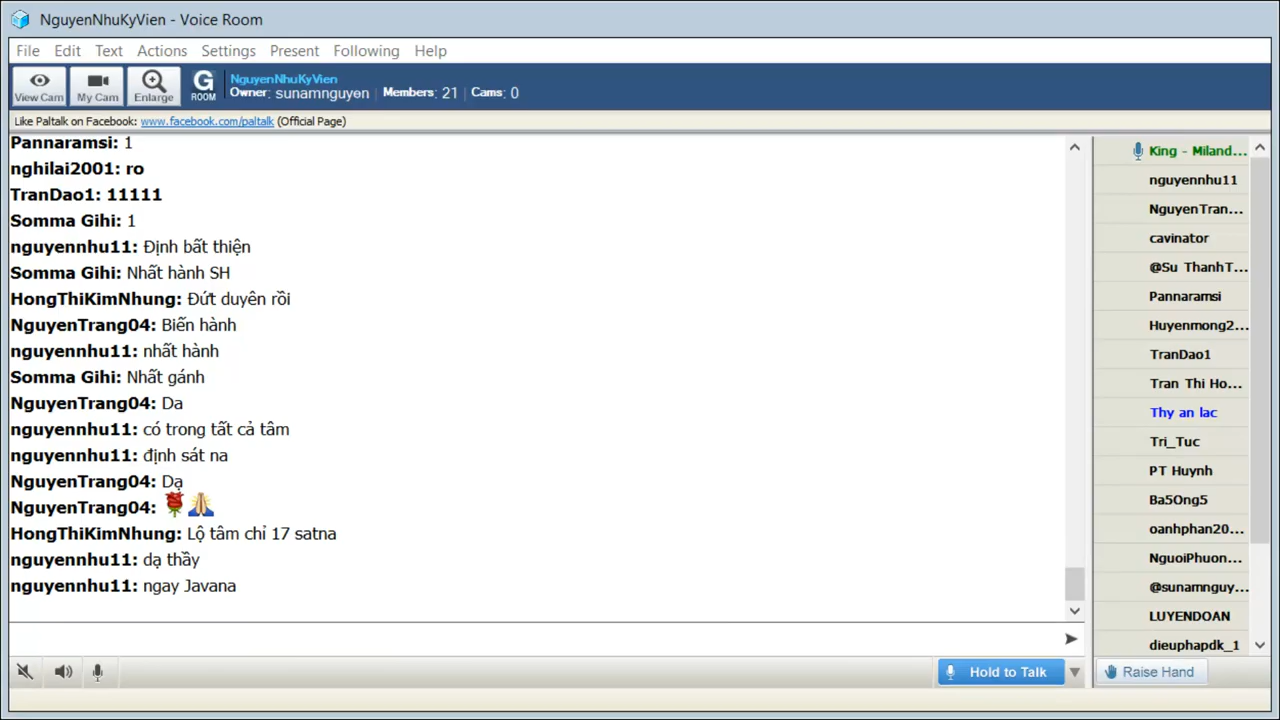 NguyenNhuKyVien - Voice Room
File Edit Text Actions Settings Present Following Help
View Cam My Cam Enlarge G ROOM
NguyenNhuKyVien
Owner: sunamnguyen Members: 21 Cams: 0
Like Paltalk on Facebook: www.facebook.com/paltalk (Official Page)
Pannaramsi: 1
nghilai2001: ro
TranDao1: 11111
Somma Gihi: 1
nguyennhu11: Định bất thiện
Somma Gihi: Nhất hành SH
HongThiKimNhung: Đứt duyên rồi
NguyenTrang04: Biến hành
nguyennhu11: nhất hành
Somma Gihi: Nhất gánh
NguyenTrang04: Da
nguyennhu11: có trong tất cả tâm
nguyennhu11: định sát na
NguyenTrang04: Dạ
NguyenTrang04: 🌹🙏
HongThiKimNhung: Lộ tâm chỉ 17 satna
nguyennhu11: dạ thầy
nguyennhu11: ngay Javana
King - Miland...
nguyennhu11
NguyenTran...
cavinator
@Su ThanhT...
Pannaramsi
Huyenmong2...
TranDao1
Tran Thi Ho...
Thy an lac
Tri_Tuc
PT Huynh
Ba5Ong5
oanhphan20...
NguoiPhuon...
@sunamnguy...
LUYENDOAN
dieuphapdk_1
Hold to Talk
Raise Hand